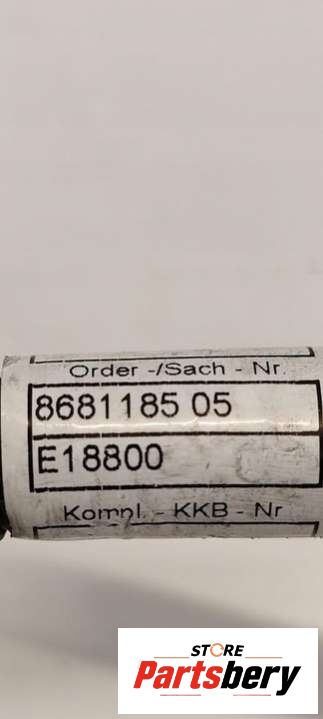 Order -/Sach - Nr.
8681185 05
E18800
Kompl. - KKB - Nr
STORE
Partsbery